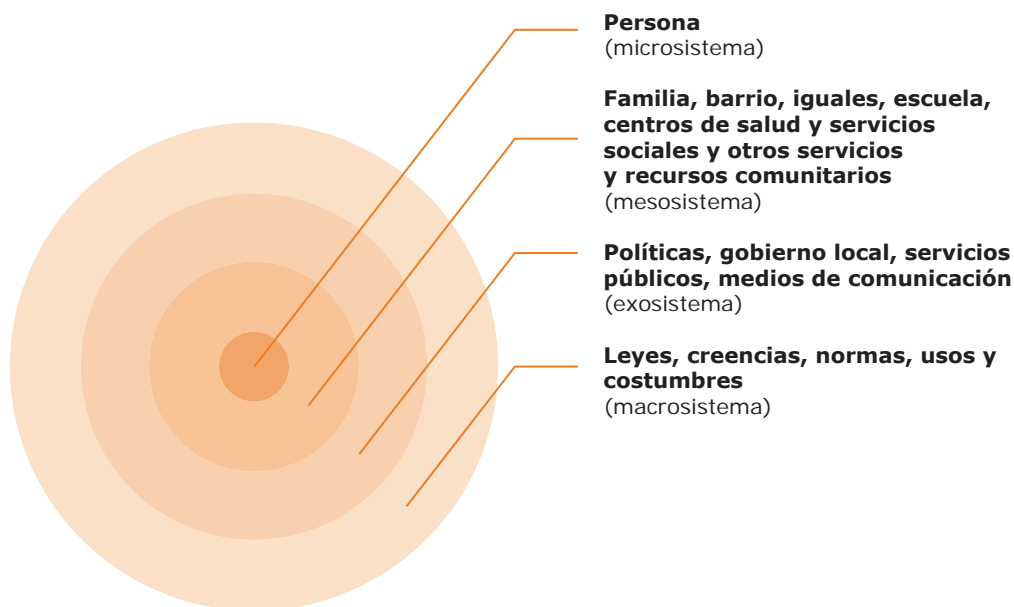 Persona
(microsistema)
Familia, barrio, iguales, escuela,
centros de salud y servicios
sociales y otros servicios
y recursos comunitarios
(mesosistema)
Políticas, gobierno local, servicios
públicos, medios de comunicación
(exosistema)
Leyes, creencias, normas, usos y
costumbres
(macrosistema)